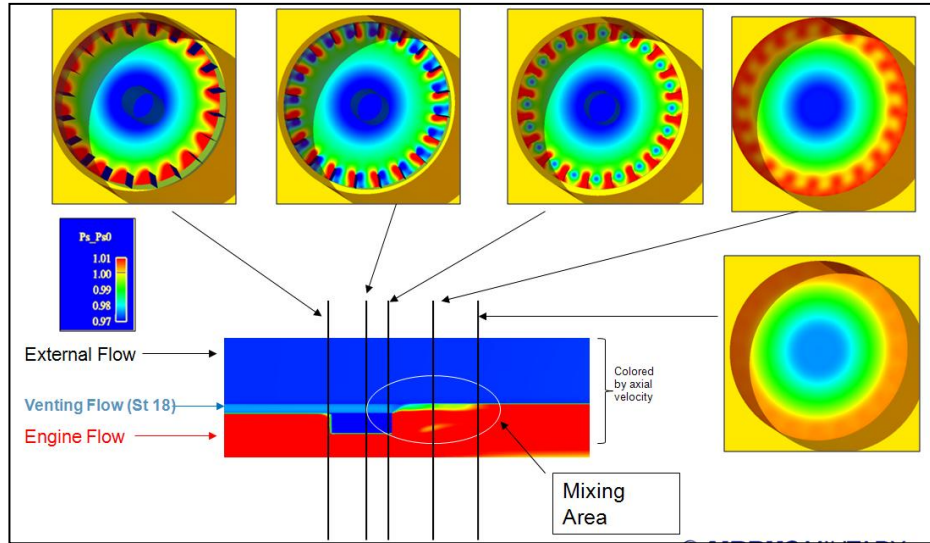 Ps_Ps0
1.01
1.00
0.99
0.98
0.97
External Flow
Venting Flow (St 18)
Engine Flow
Colored
by axial
velocity
Mixing
Area